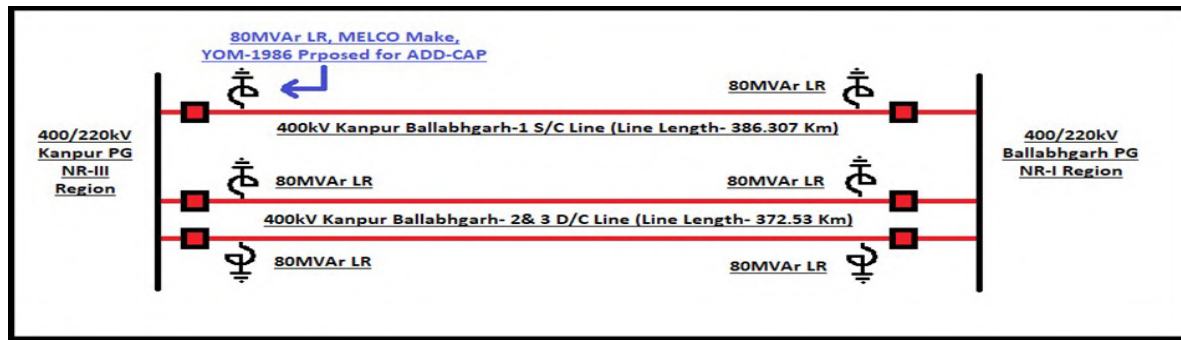 80MVAr LR, MELCO Make,
YOM-1986 Prposed for ADD-CAP
80MVAr LR
400kV Kanpur Ballabhgarh-1 S/C Line (Line Length- 386.307 Km)
400/220kV
Kanpur PG
NR-III
Region
400/220kV
Ballabhgarh PG
NR-I Region
80MVAr LR
80MVAr LR
400kV Kanpur Ballabhgarh- 2& 3 D/C Line (Line Length- 372.53 Km)
80MVAr LR
80MVAr LR